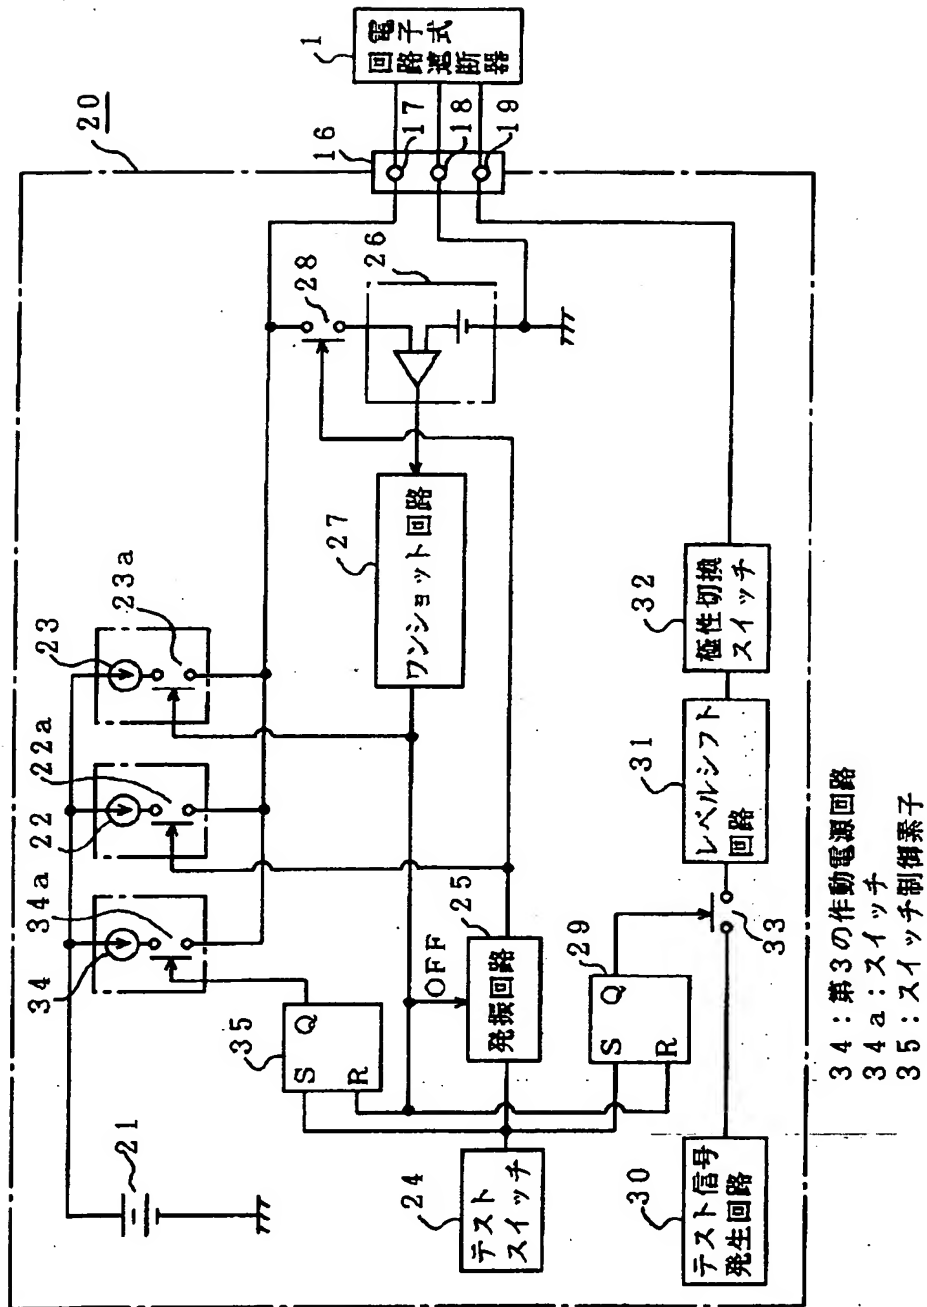 20
電子式
回路遮断器
1
16
17
18
19
21
34
34a
22
22a
23
23a
28
26
ワンショット回路
27
35
S
Q
R
OFF
発振回路
25
テスト
スイッチ
24
29
S
Q
R
テスト信号
発生回路
30
33
レベルシフト
回路
31
極性切換
スイッチ
32
34:第3の作動電源回路
34a:スイッチ
35:スイッチ制御素子